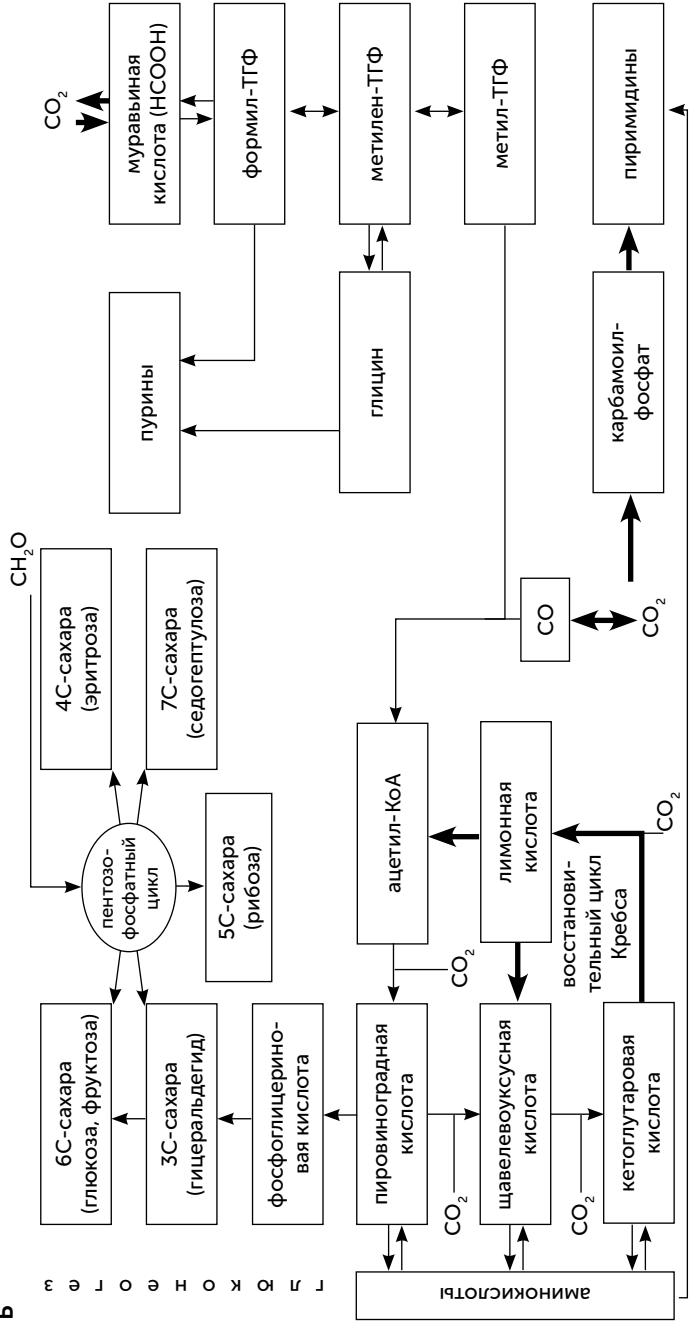 г л ю к о н е о г е з
6С-сахара
(глюкоза, фруктоза)
3С-сахара
(гицеральдегид)
фосфоглицерино-
вая кислота
пентозо-
фосфатный
цикл
CH₂O
4С-сахара
(эритроза)
7С-сахара
(седогептулоза)
5С-сахара
(рибоза)
пурины
CO₂
муравьиная
кислота (HCOOH)
формил-ТГФ
глицин
метилен-ТГФ
метил-ТГФ
аминокислоты
пировиноградная
кислота
CO₂
ацетил-КоА
CO₂
щавелевоуксусная
кислота
лимонная
кислота
CO₂
восстанови-
тельный цикл
Кребса
кетоглутаровая
кислота
CO₂
CO
CO₂
карбамоил-
фосфат
пиримидины